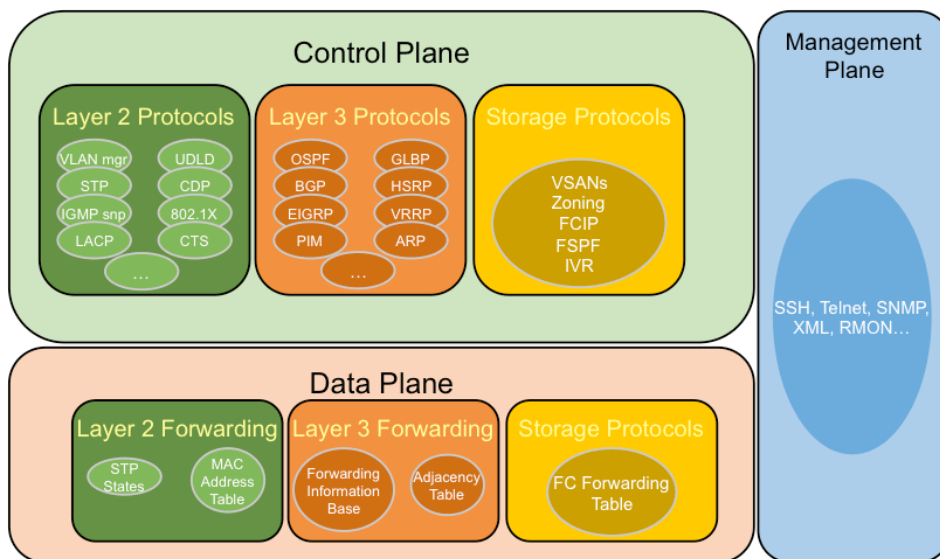 Control Plane
Layer 2 Protocols
VLAN mgr
UDLD
STP
CDP
IGMP snp
802.1X
LACP
CTS
...
Layer 3 Protocols
OSPF
GLBP
BGP
HSRP
EIGRP
VRRP
PIM
ARP
...
Storage Protocols
VSANs
Zoning
FCIP
FSPF
IVR
Management
Plane
SSH, Telnet, SNMP,
XML, RMON...
Data Plane
Layer 2 Forwarding
STP
States
MAC
Address
Table
Layer 3 Forwarding
Forwarding
Information
Base
Adjacency
Table
Storage Protocols
FC Forwarding
Table